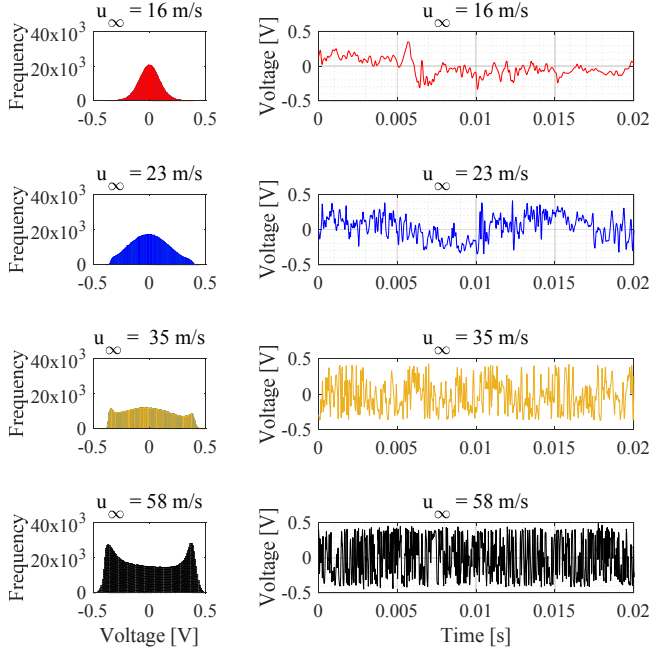 u∞ = 16 m/s
u∞ = 16 m/s
Frequency
40x10³
20x10³
0
-0.5 0 0.5
Voltage [V]
0.5
0
-0.5
0 0.005 0.01 0.015 0.02
u∞ = 23 m/s
u∞ = 23 m/s
Frequency
40x10³
20x10³
0
-0.5 0 0.5
Voltage [V]
0.5
0
-0.5
0 0.005 0.01 0.015 0.02
u∞ = 35 m/s
u∞ = 35 m/s
Frequency
40x10³
20x10³
0
-0.5 0 0.5
Voltage [V]
0.5
0
-0.5
0 0.005 0.01 0.015 0.02
u∞ = 58 m/s
u∞ = 58 m/s
Frequency
40x10³
20x10³
0
-0.5 0 0.5
Voltage [V]
Voltage [V]
0.5
0
-0.5
0 0.005 0.01 0.015 0.02
Time [s]